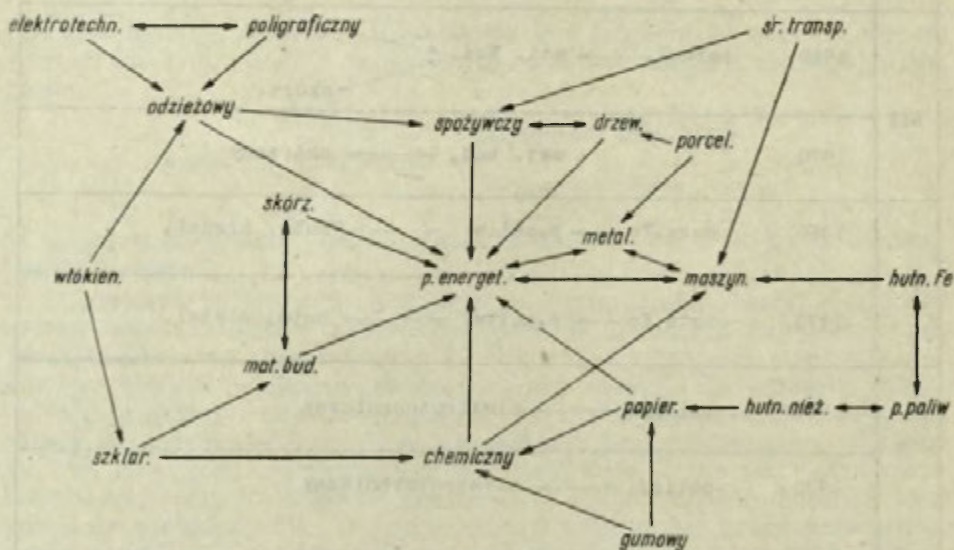 elektrotechn. poligraficzny śr. transp.
odzieżowy spożywczy drzew.
porcel.
skórz.
metal.
włókien. p. energet. maszyn. hutn. Fe
mat. bud.
papier. hutn. nież. p. paliw
szklar. chemiczny
gumowy